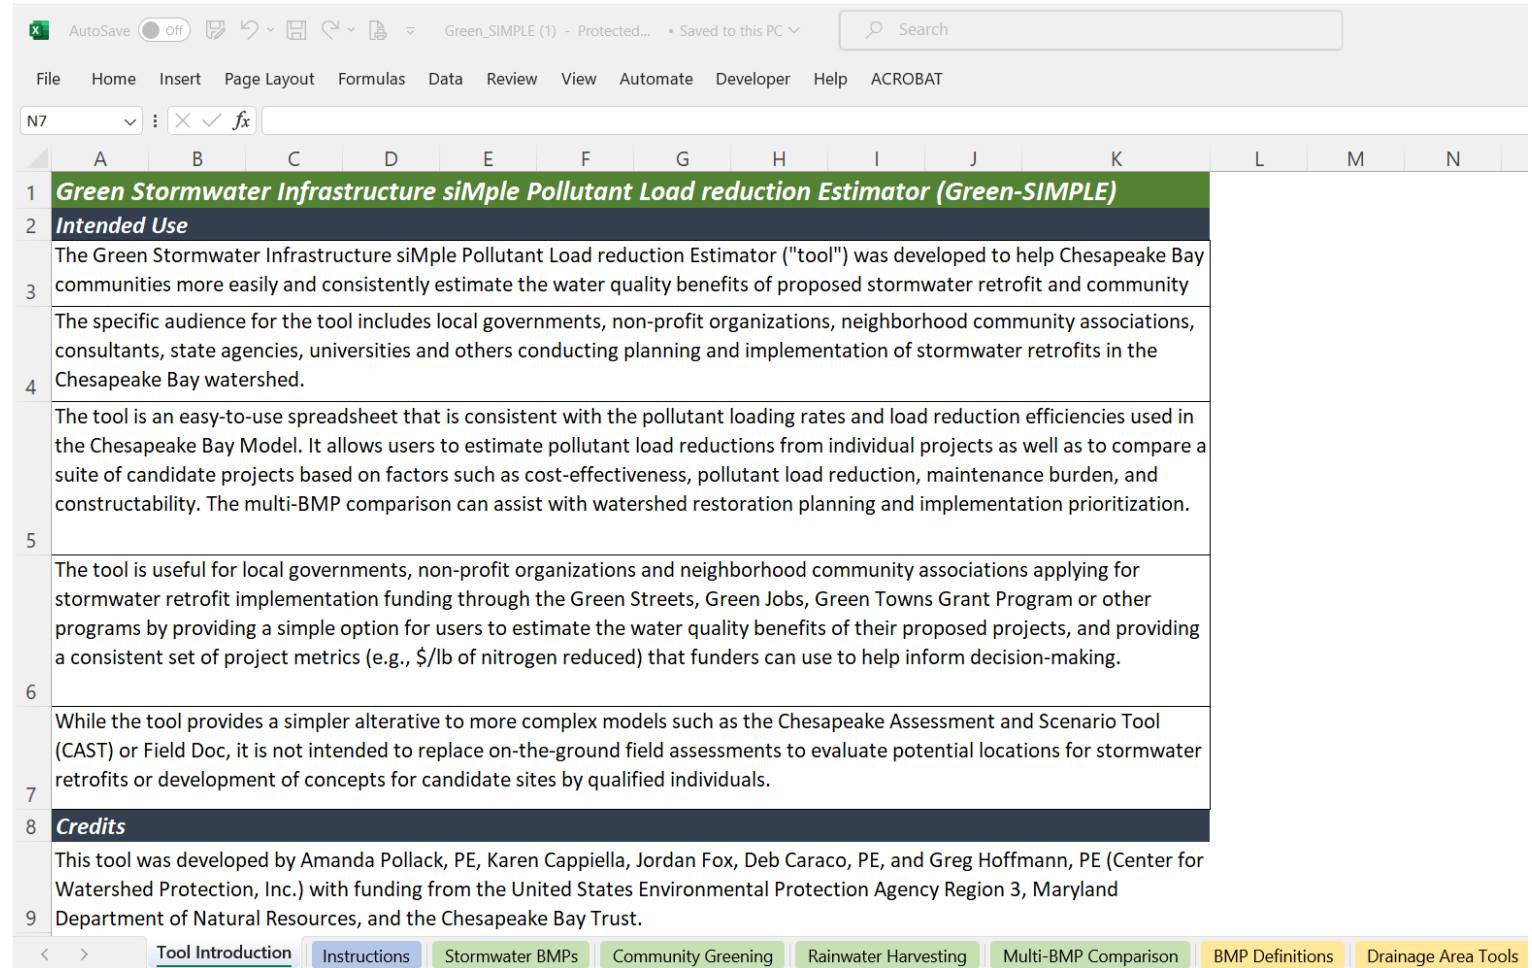 AutoSave Off Green_SIMPLE (1) - Protected... • Saved to this PC Search
File Home Insert Page Layout Formulas Data Review View Automate Developer Help ACROBAT
N7 fx
A B C D E F G H I J K L M N
1 Green Stormwater Infrastructure siMple Pollutant Load reduction Estimator (Green-SIMPLE)
2 Intended Use
The Green Stormwater Infrastructure siMple Pollutant Load reduction Estimator ("tool") was developed to help Chesapeake Bay
3 communities more easily and consistently estimate the water quality benefits of proposed stormwater retrofit and community
The specific audience for the tool includes local governments, non-profit organizations, neighborhood community associations,
consultants, state agencies, universities and others conducting planning and implementation of stormwater retrofits in the
4 Chesapeake Bay watershed.
The tool is an easy-to-use spreadsheet that is consistent with the pollutant loading rates and load reduction efficiencies used in
the Chesapeake Bay Model. It allows users to estimate pollutant load reductions from individual projects as well as to compare a
suite of candidate projects based on factors such as cost-effectiveness, pollutant load reduction, maintenance burden, and
constructability. The multi-BMP comparison can assist with watershed restoration planning and implementation prioritization.
5
The tool is useful for local governments, non-profit organizations and neighborhood community associations applying for
stormwater retrofit implementation funding through the Green Streets, Green Jobs, Green Towns Grant Program or other
programs by providing a simple option for users to estimate the water quality benefits of their proposed projects, and providing
a consistent set of project metrics (e.g., $/lb of nitrogen reduced) that funders can use to help inform decision-making.
6
While the tool provides a simpler alterative to more complex models such as the Chesapeake Assessment and Scenario Tool
(CAST) or Field Doc, it is not intended to replace on-the-ground field assessments to evaluate potential locations for stormwater
retrofits or development of concepts for candidate sites by qualified individuals.
7
8 Credits
This tool was developed by Amanda Pollack, PE, Karen Cappiella, Jordan Fox, Deb Caraco, PE, and Greg Hoffmann, PE (Center for
Watershed Protection, Inc.) with funding from the United States Environmental Protection Agency Region 3, Maryland
9 Department of Natural Resources, and the Chesapeake Bay Trust.
Tool Introduction Instructions Stormwater BMPs Community Greening Rainwater Harvesting Multi-BMP Comparison BMP Definitions Drainage Area Tools